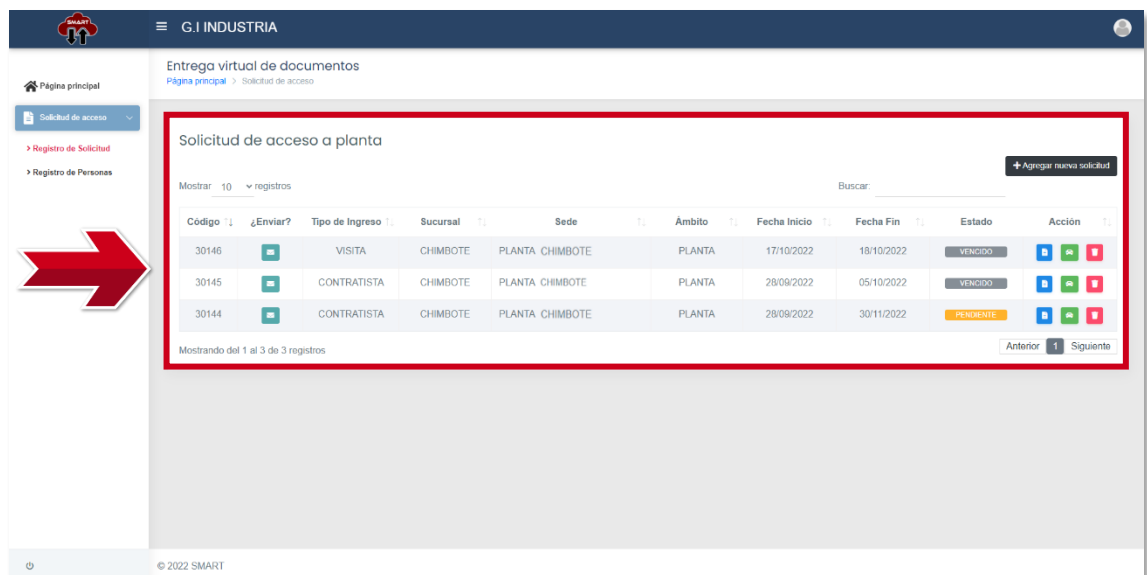 SMART
G.I INDUSTRIA
Entrega virtual de documentos
Página principal > Solicitud de acceso
Página principal
Solicitud de acceso
> Registro de Solicitud
> Registro de Personas
Solicitud de acceso a planta
+ Agregar nueva solicitud
Mostrar 10 registros Buscar:
Código ¿Enviar? Tipo de Ingreso Sucursal Sede Ámbito Fecha Inicio Fecha Fin Estado Acción
30146 VISITA CHIMBOTE PLANTA CHIMBOTE PLANTA 17/10/2022 18/10/2022 VENCIDO
30145 CONTRATISTA CHIMBOTE PLANTA CHIMBOTE PLANTA 28/09/2022 05/10/2022 VENCIDO
30144 CONTRATISTA CHIMBOTE PLANTA CHIMBOTE PLANTA 28/09/2022 30/11/2022 PENDIENTE
Mostrando del 1 al 3 de 3 registros Anterior 1 Siguiente
© 2022 SMART